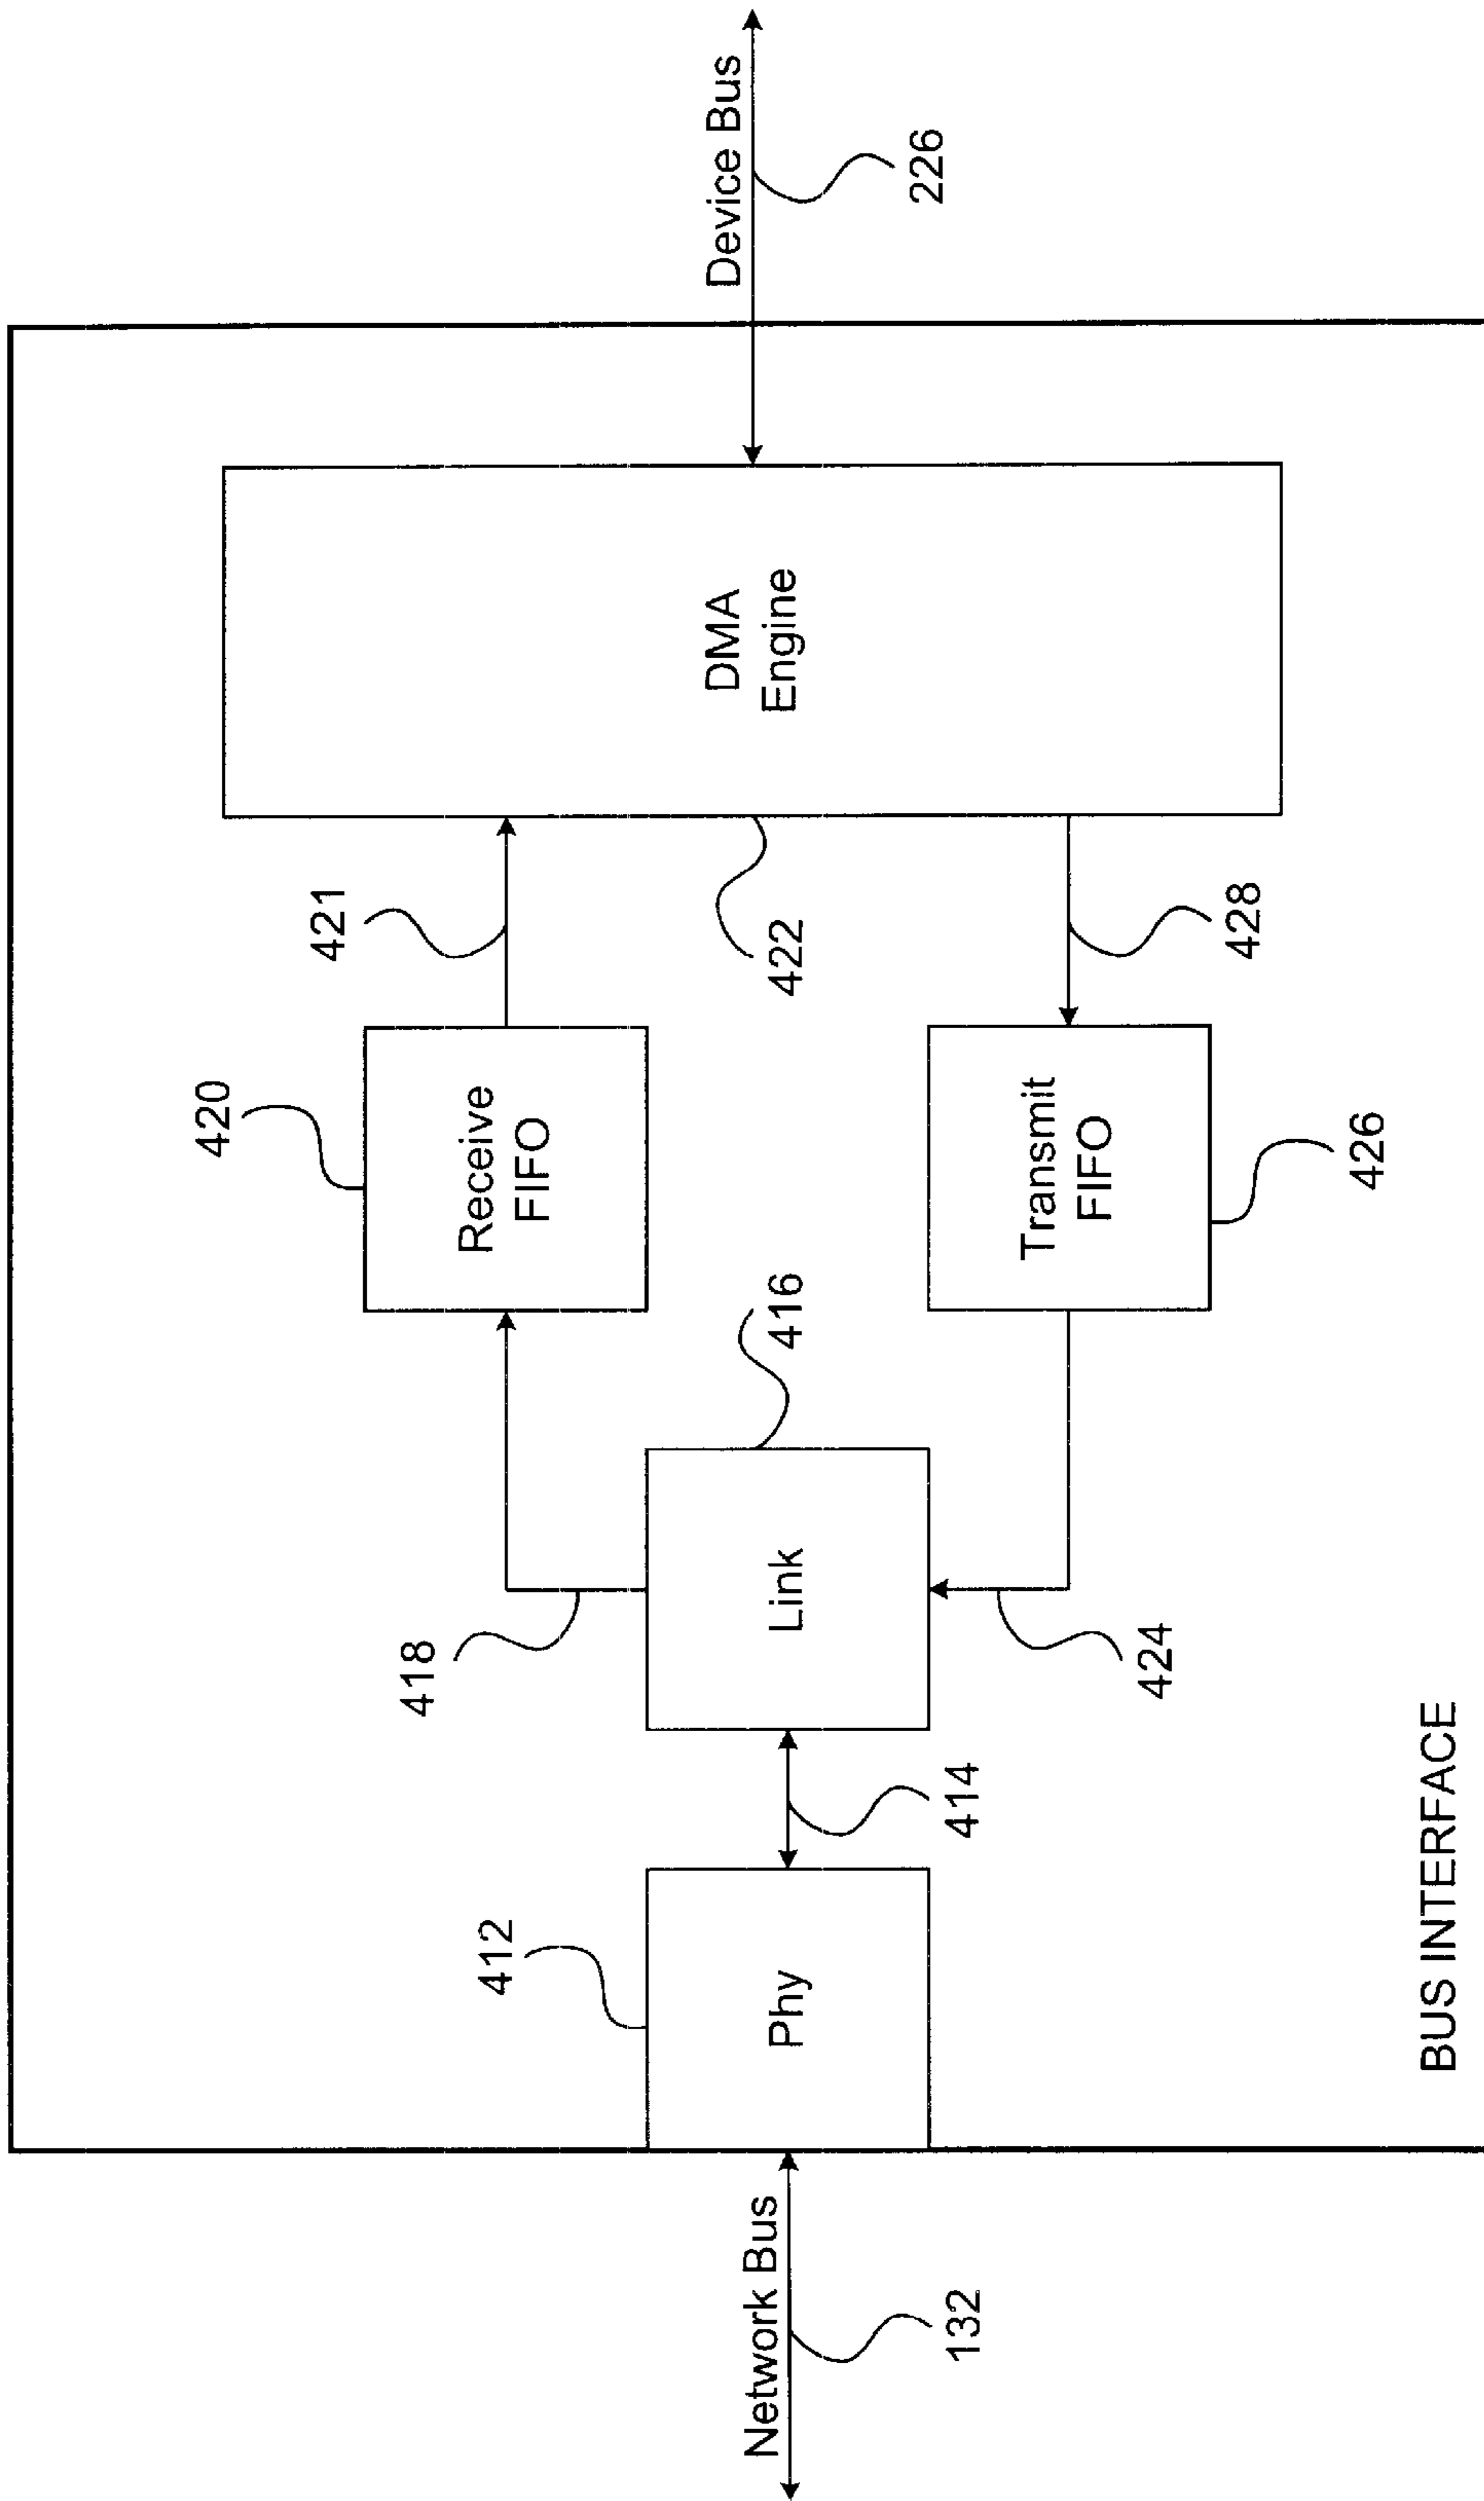 420
421
Receive
FIFO
418
412
Network Bus
132
Phy
414
Link
416
422
DMA
Engine
Device Bus
226
Transmit
FIFO
424
428
426
BUS INTERFACE